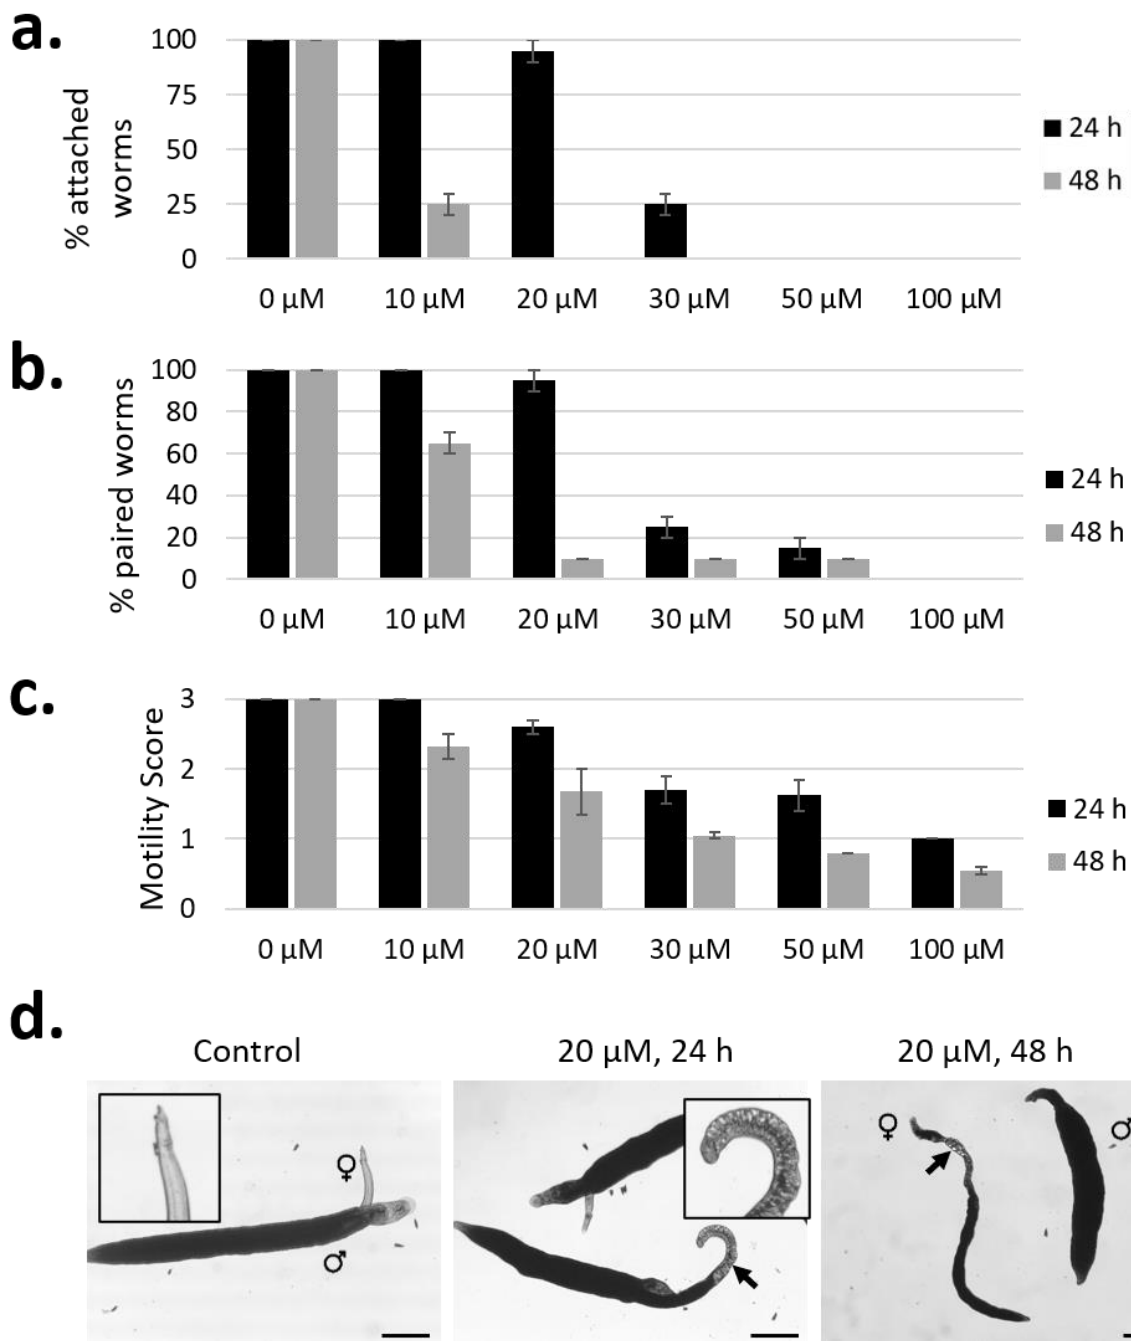 a.
100
75
50
25
0
% attached
worms
0 µM 10 µM 20 µM 30 µM 50 µM 100 µM
24 h
48 h
b.
100
80
60
40
20
0
% paired worms
0 µM 10 µM 20 µM 30 µM 50 µM 100 µM
24 h
48 h
c.
3
2
1
0
Motility Score
0 µM 10 µM 20 µM 30 µM 50 µM 100 µM
24 h
48 h
d.
Control 20 µM, 24 h 20 µM, 48 h
♀
♂
♀
♂